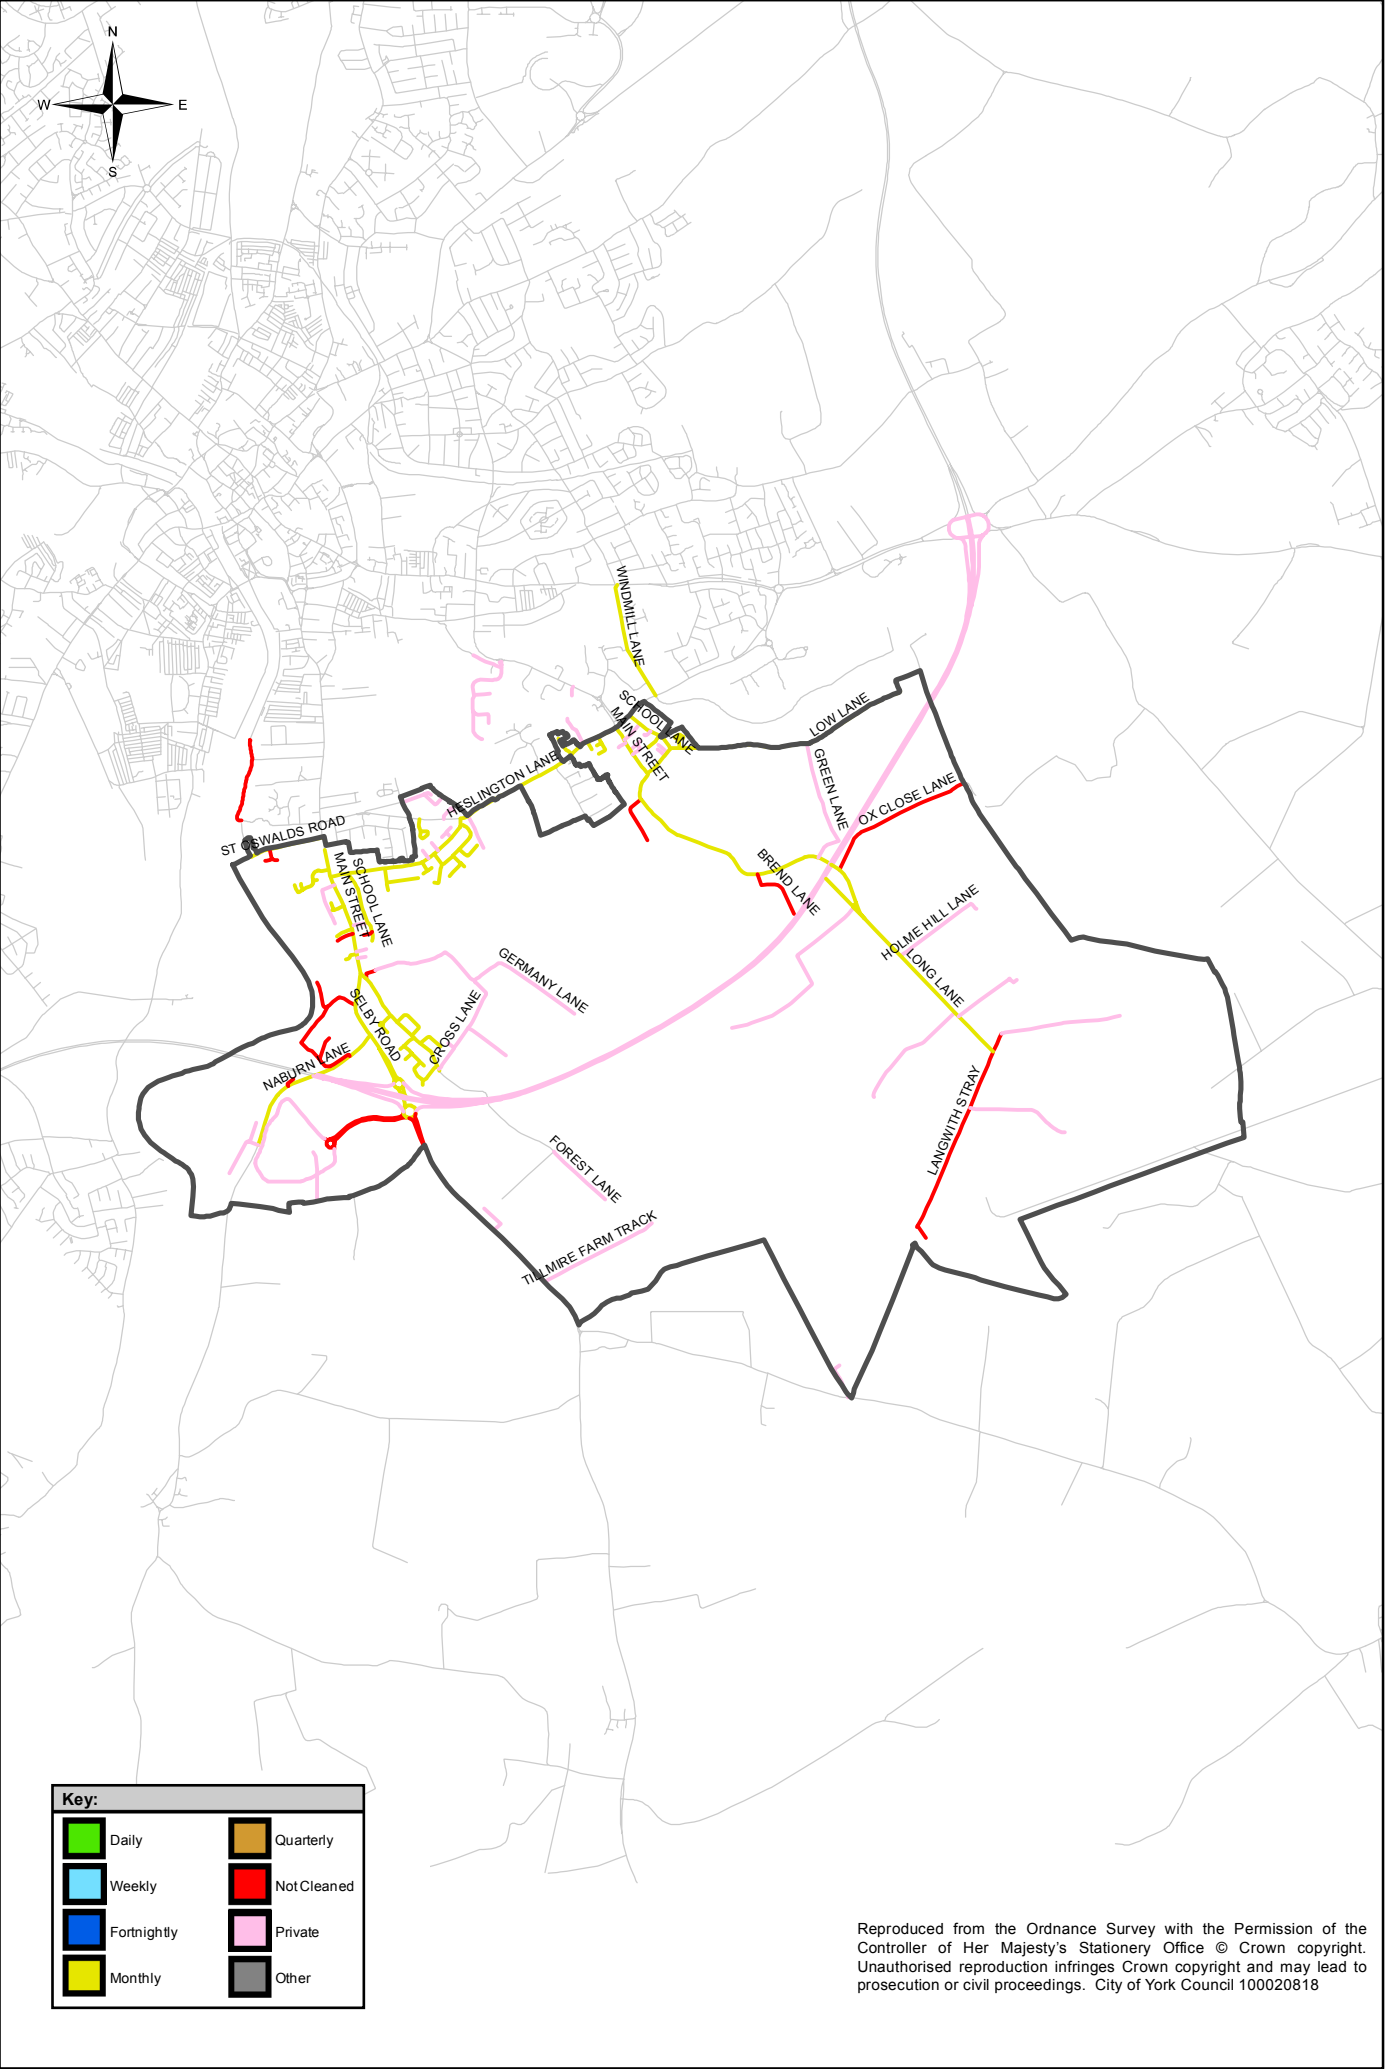 N
W E
S
WINDMILL LANE
SCHOOL LANE
MAIN STREET
LOW LANE
HESLINGTON LANE
GREEN LANE
OX CLOSE LANE
ST OSWALDS ROAD
MAIN STREET
SCHOOL LANE
BREND LANE
HOLME HILL LANE
LONG LANE
GERMANY LANE
SELBY ROAD
CROSS LANE
NABURN LANE
LANGWITH STRAY
FOREST LANE
TILLMIRE FARM TRACK
Key:
Daily
Quarterly
Weekly
Not Cleaned
Fortnightly
Private
Monthly
Other
Reproduced from the Ordnance Survey with the Permission of the
Controller of Her Majesty's Stationery Office © Crown copyright.
Unauthorised reproduction infringes Crown copyright and may lead to
prosecution or civil proceedings. City of York Council 100020818